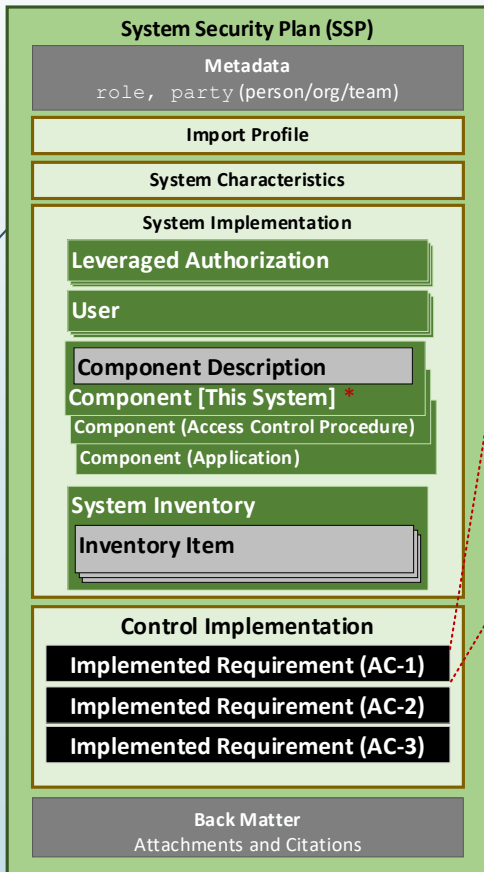 System Security Plan (SSP)
Metadata
role, party (person/org/team)
Import Profile
System Characteristics
System Implementation
Leveraged Authorization
User
Component Description
Component [This System] *
Component (Access Control Procedure)
Component (Application)
System Inventory
Inventory Item
Control Implementation
Implemented Requirement (AC-1)
Implemented Requirement (AC-2)
Implemented Requirement (AC-3)
Back Matter
Attachments and Citations